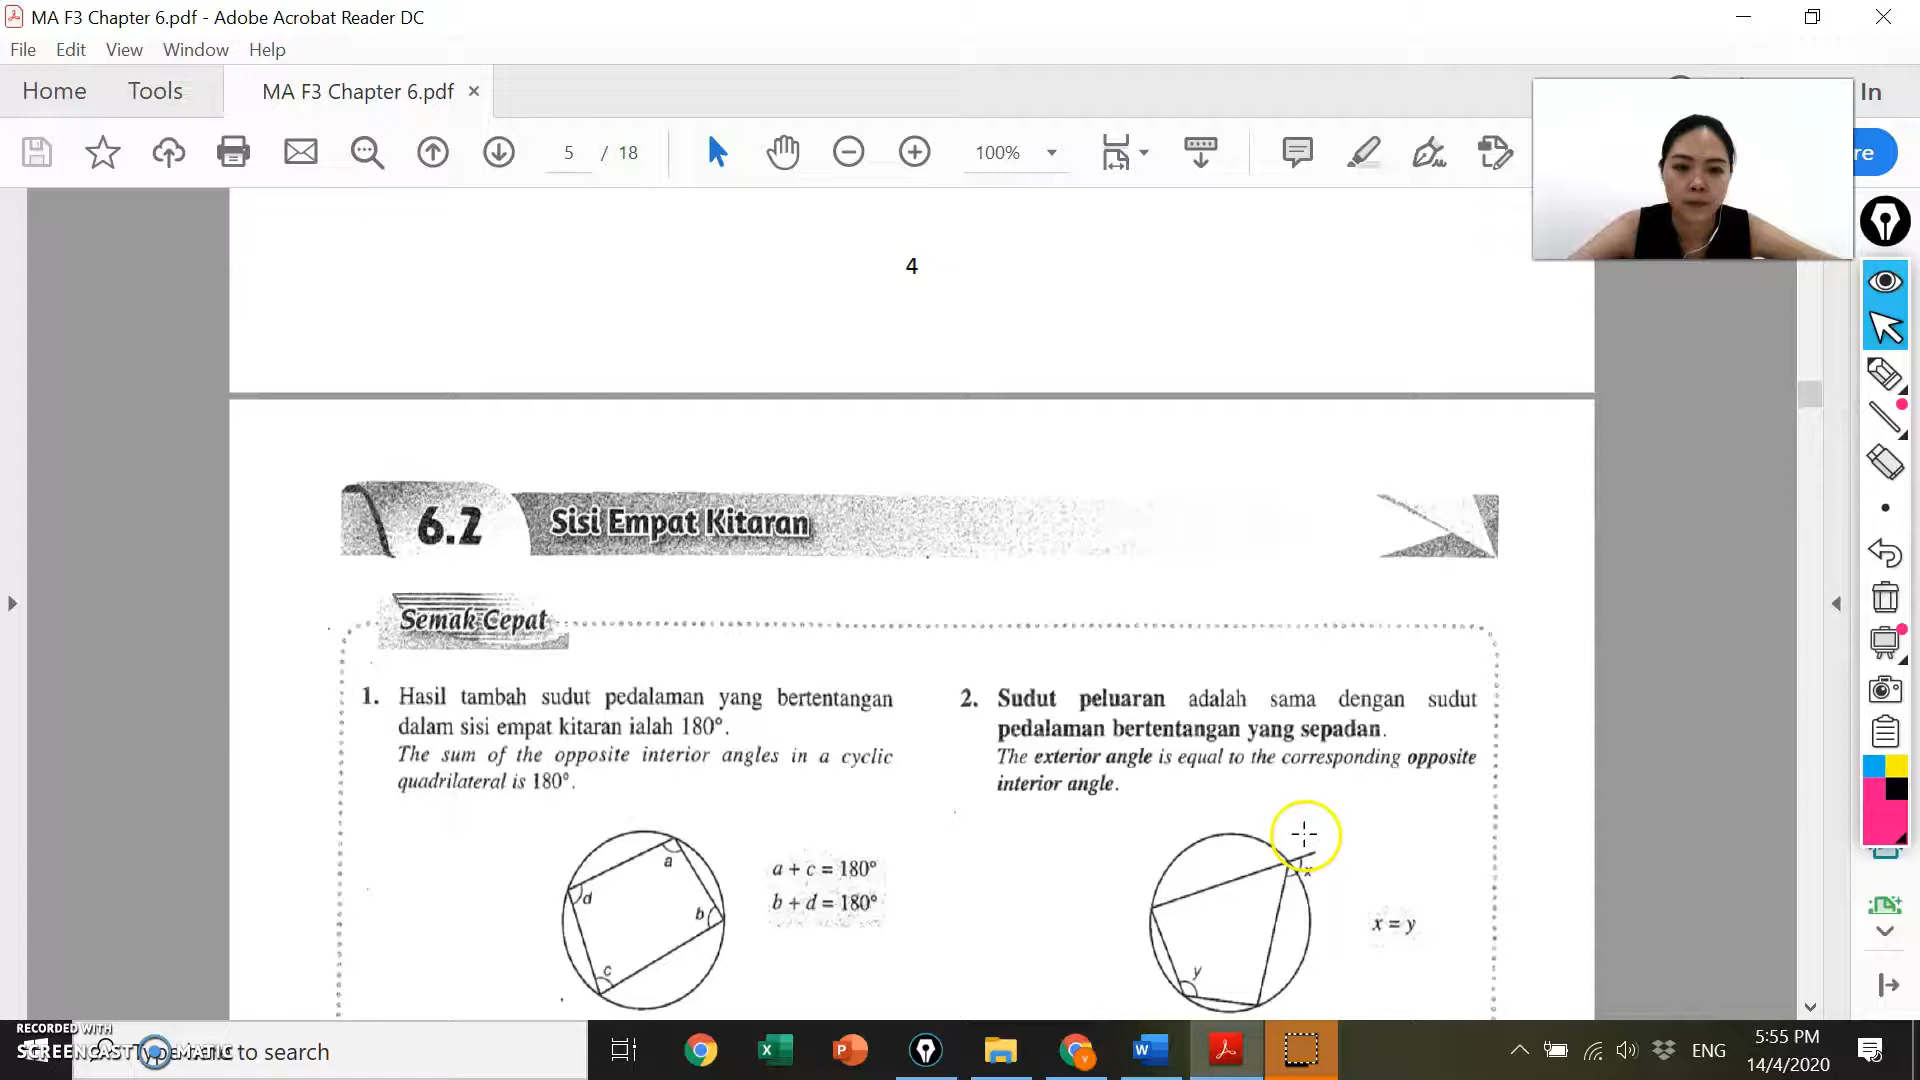 MA F3 Chapter 6.pdf - Adobe Acrobat Reader DC
File Edit View Window Help
Home Tools MA F3 Chapter 6.pdf × In
5 / 18 100% re
4
6.2 Sisi Empat Kitaran
Semak Cepat
1. Hasil tambah sudut pedalaman yang bertentangan
dalam sisi empat kitaran ialah 180°.
The sum of the opposite interior angles in a cyclic
quadrilateral is 180°.
a
d
b
c
a + c = 180°
b + d = 180°
2. Sudut peluaran adalah sama dengan sudut
pedalaman bertentangan yang sepadan.
The exterior angle is equal to the corresponding opposite
interior angle.
x
y
x = y
RECORDED WITH
SCREENCAST MATIC
to search
ENG
5:55 PM
14/4/2020